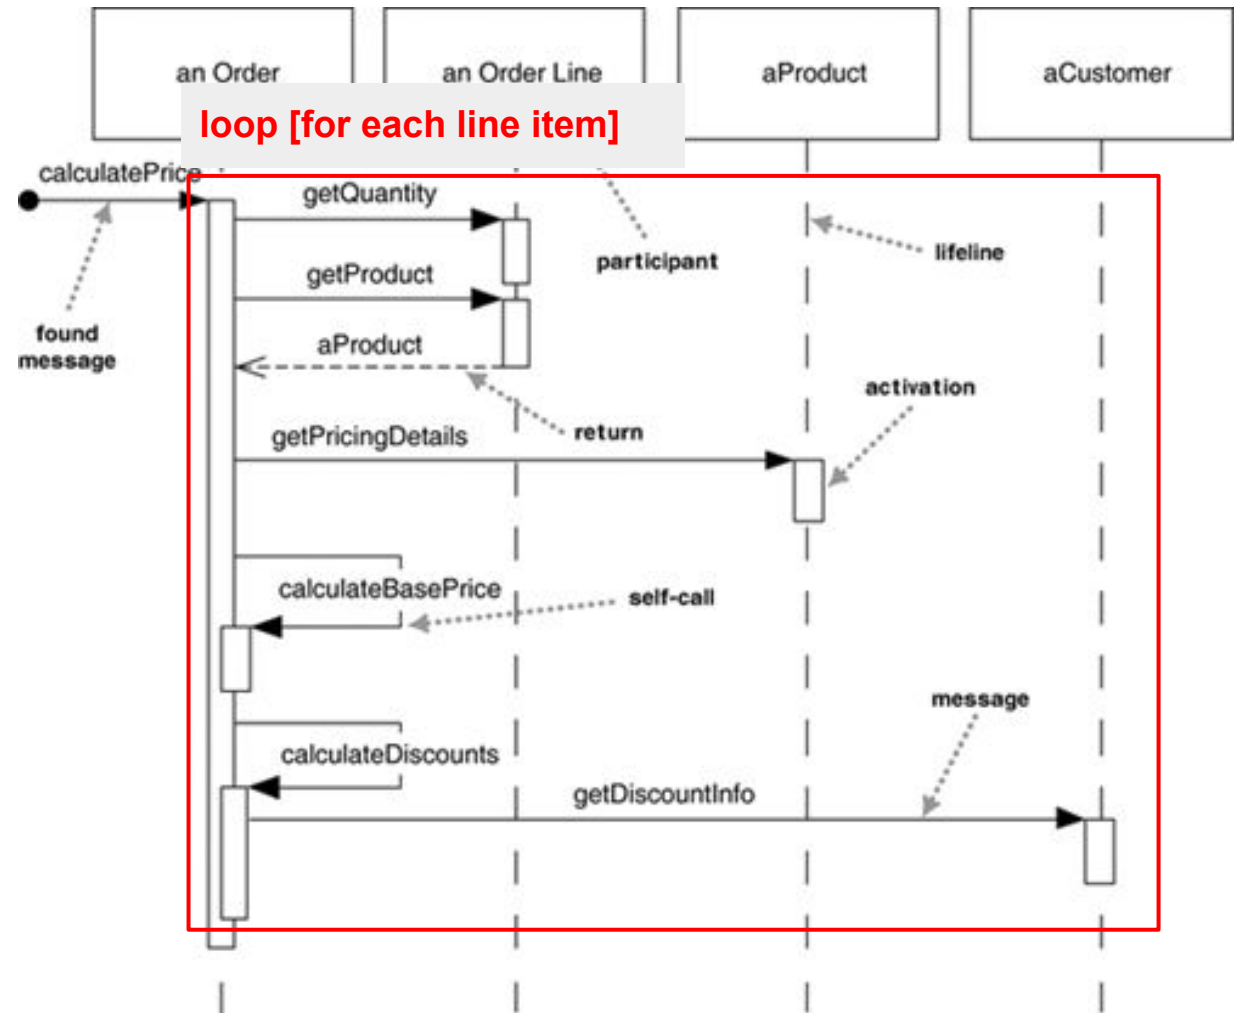 an Order
an Order Line
aProduct
aCustomer
loop [for each line item]
calculatePrice
getQuantity
participant
lifeline
getProduct
found
message
aProduct
activation
return
getPricingDetails
calculateBasePrice
self-call
message
calculateDiscounts
getDiscountInfo